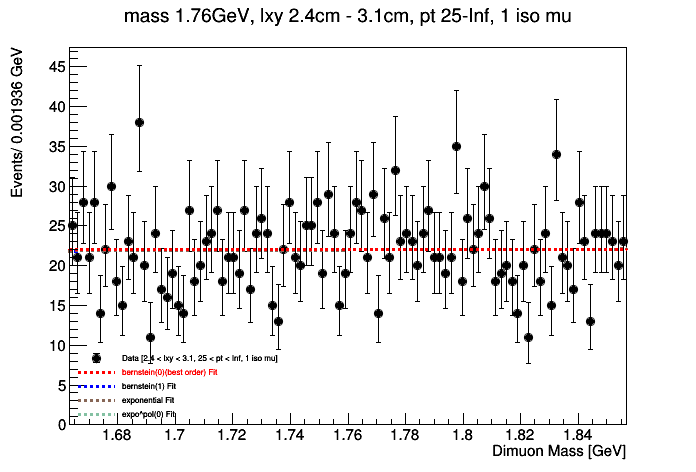 mass 1.76GeV, lxy 2.4cm - 3.1cm, pt 25-Inf, 1 iso mu
Events/ 0.001936 GeV
45
40
35
30
25
20
15
10
5
0
Data [2.4 < lxy < 3.1, 25 < pt < Inf, 1 iso mu]
bernstein(0)(best order) Fit
bernstein(1) Fit
exponential Fit
expo*pol(0) Fit
1.68 1.7 1.72 1.74 1.76 1.78 1.8 1.82 1.84
Dimuon Mass [GeV]